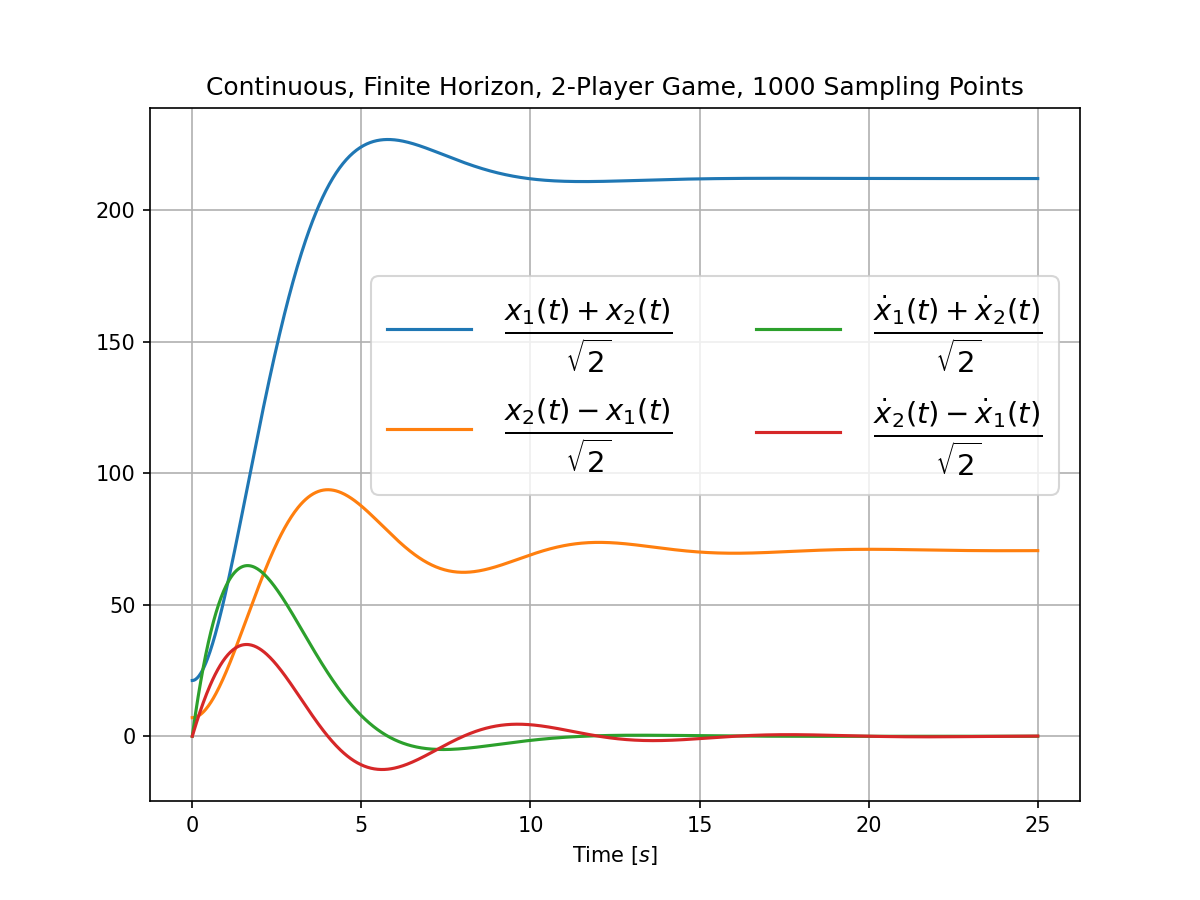 Continuous, Finite Horizon, 2-Player Game, 1000 Sampling Points
200
150
100
50
0
x₁(t) + x₂(t)
√2
x₂(t) − x₁(t)
√2
ẋ₁(t) + ẋ₂(t)
√2
ẋ₂(t) − ẋ₁(t)
√2
0 5 10 15 20 25
Time [s]